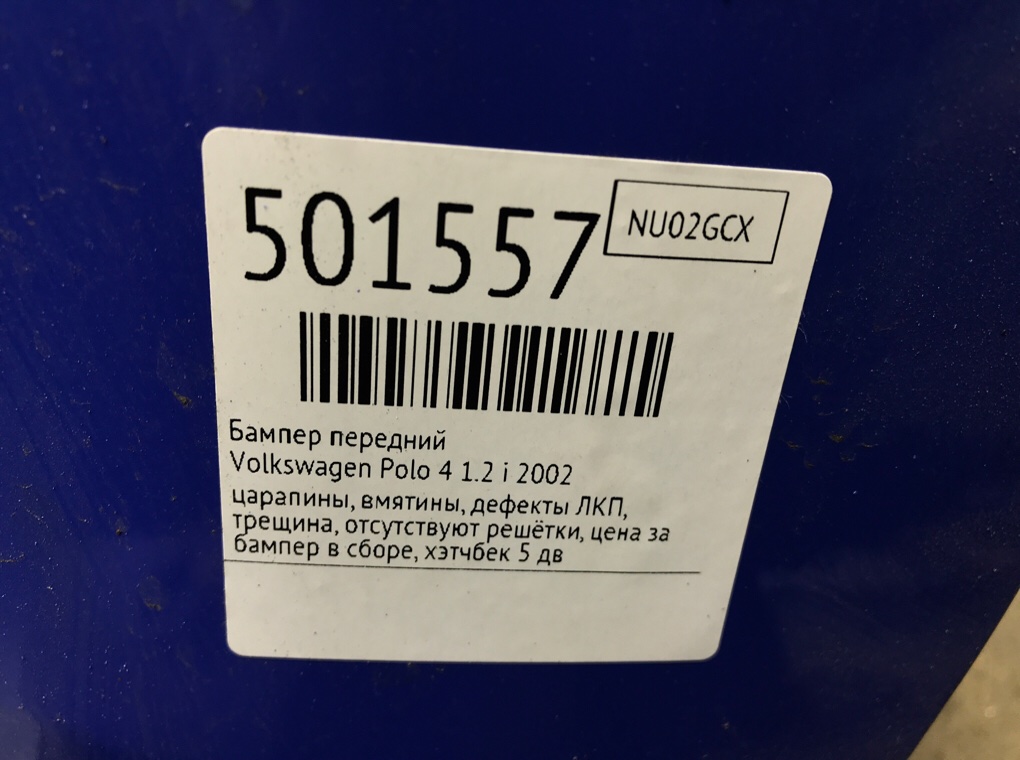 501557
NU02GCX
Бампер передний
Volkswagen Polo 4 1.2 i 2002
царапины, вмятины, дефекты ЛКП,
трещина, отсутствуют решётки, цена за
бампер в сборе, хэтчбек 5 дв